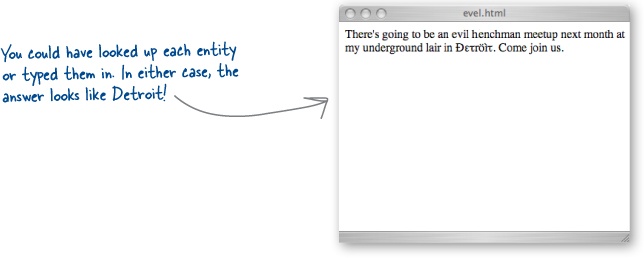 You could have looked up each entity
or typed them in. In either case, the
answer looks like Detroit!
evel.html
There's going to be an evil henchman meetup next month at
my underground lair in Ðετröìτ. Come join us.